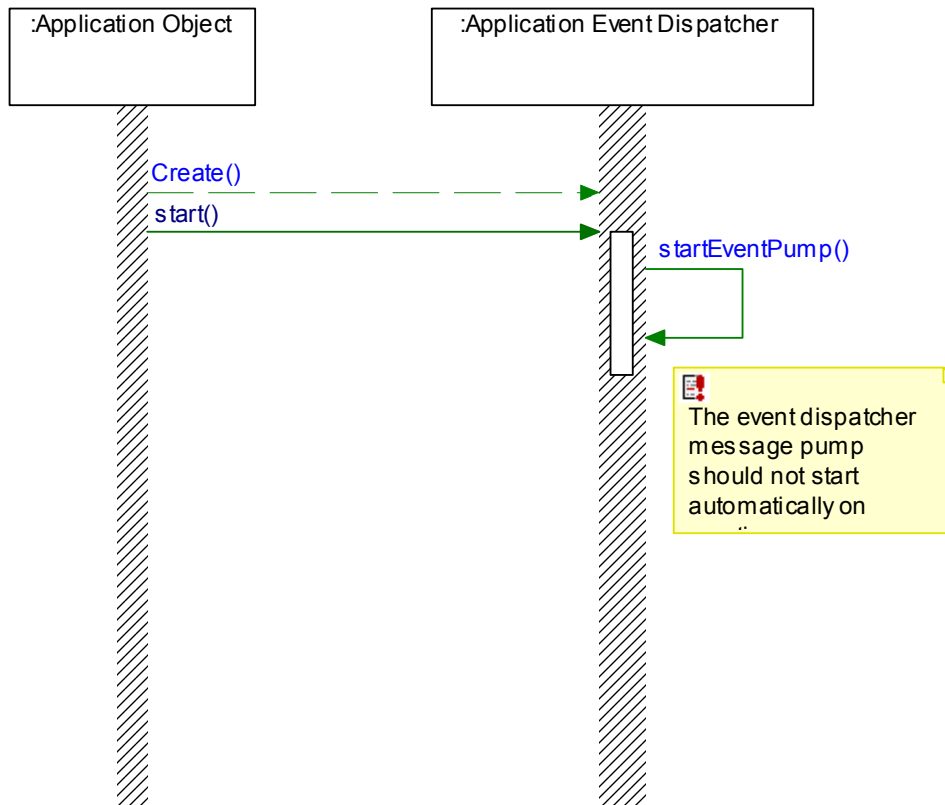 :Application Object
:Application Event Dispatcher
Create()
start()
startEventPump()
The event dispatcher
message pump
should not start
automatically on